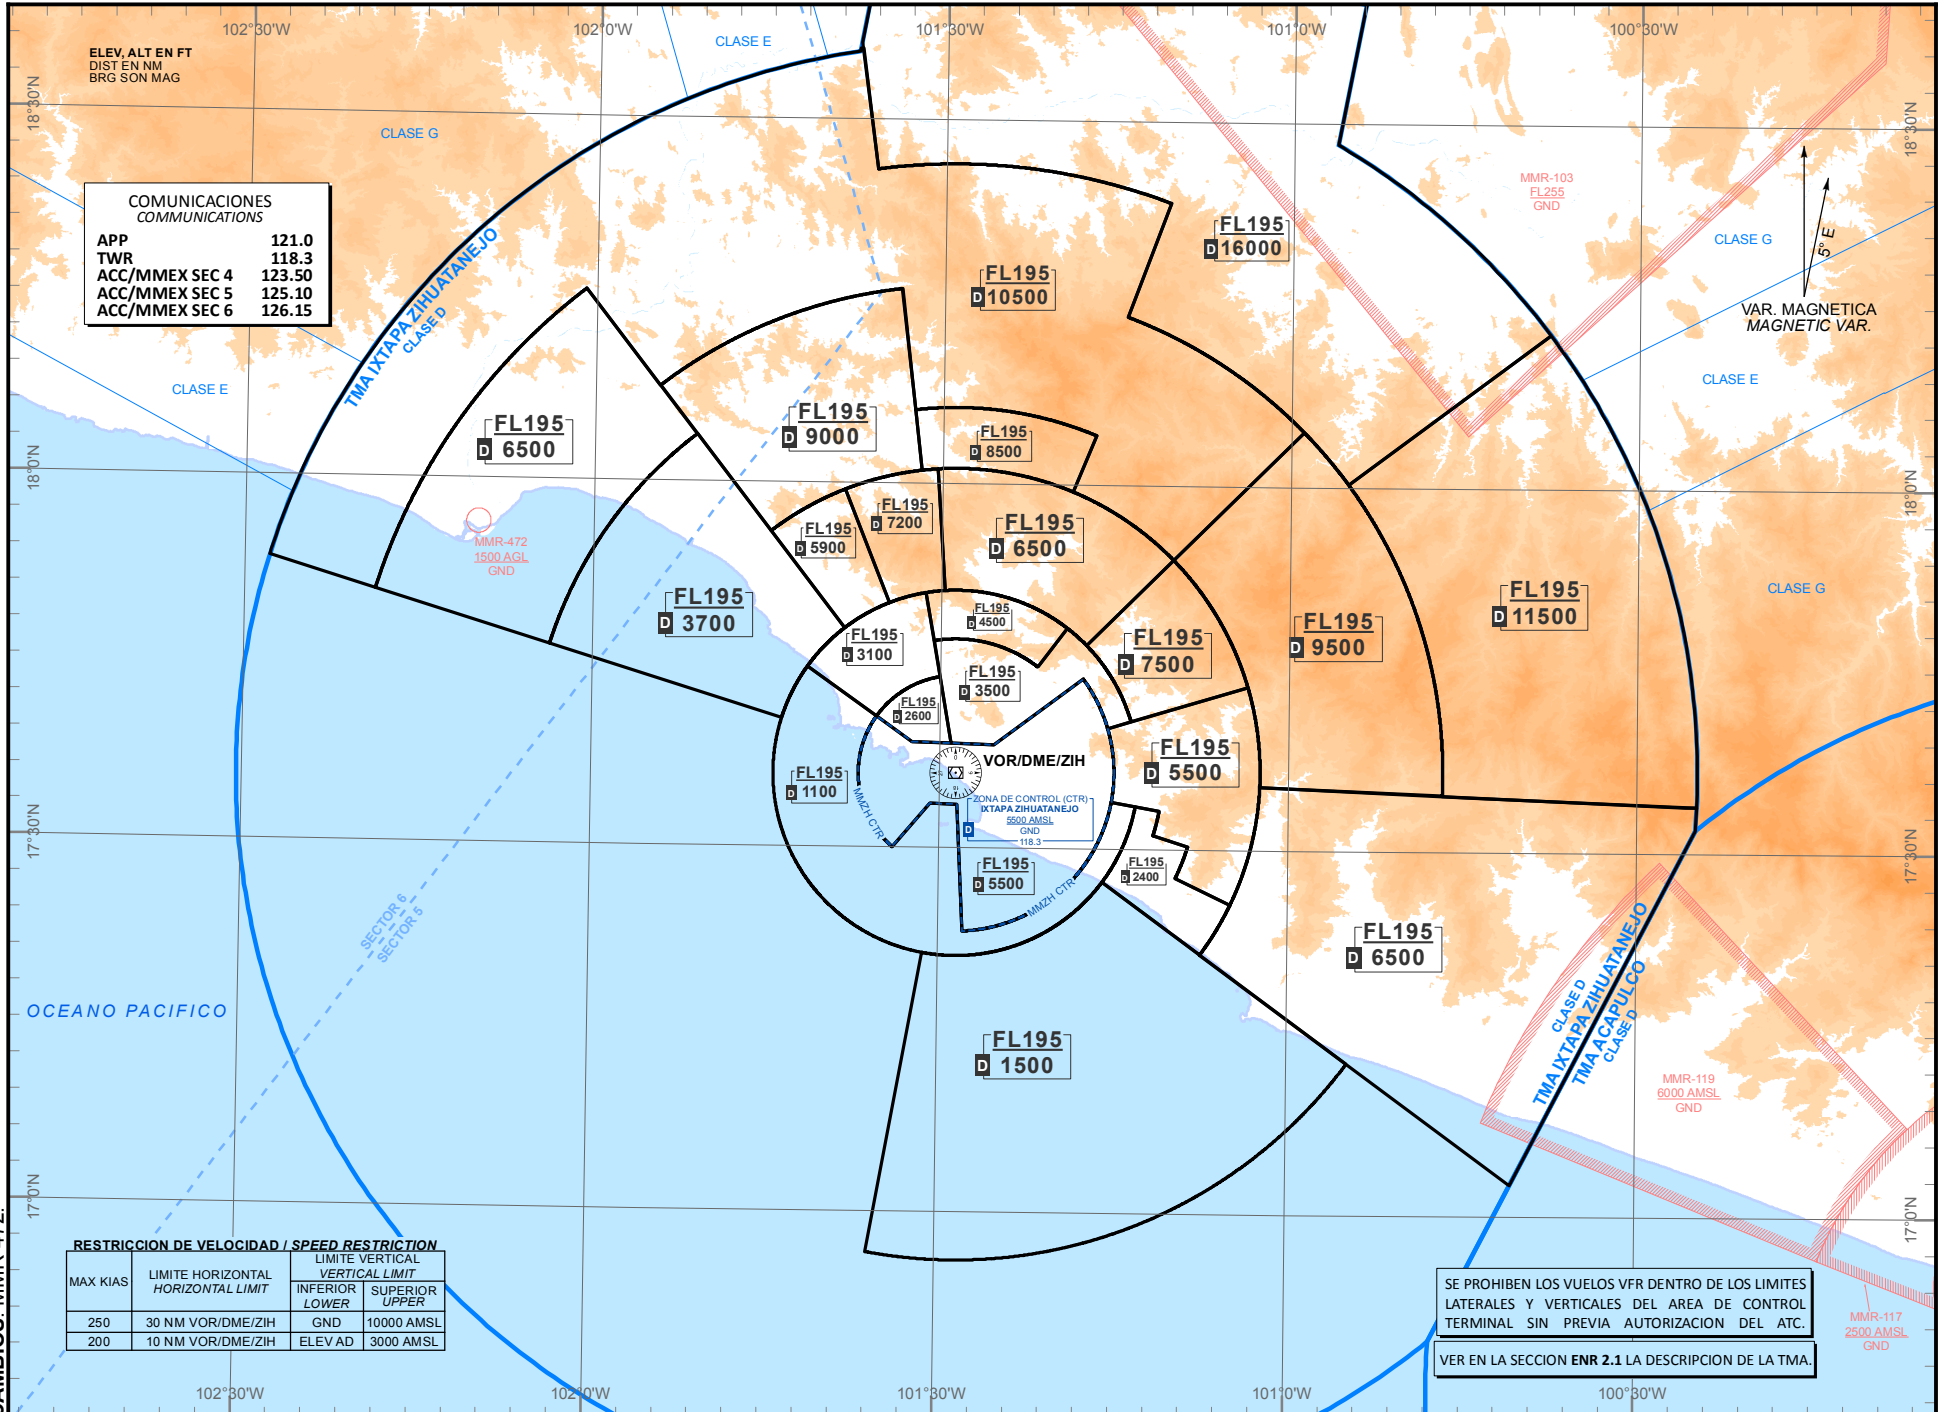 102°30'W
102°0'W
101°30'W
101°0'W
100°30'W
ELEV, ALT EN FT
DIST EN NM
BRG SON MAG
CLASE E
18°30'N
18°30'N
CLASE G
COMUNICACIONES
COMMUNICATIONS
APP 121.0
TWR 118.3
ACC/MMEX SEC 4 123.50
ACC/MMEX SEC 5 125.10
ACC/MMEX SEC 6 126.15
TMA IXTAPA ZIHUATANEJO
CLASE D
MMR-103
FL255
GND
CLASE G
5° E
VAR. MAGNETICA
MAGNETIC VAR.
FL195
D 16000
FL195
D 10500
CLASE E
CLASE E
FL195
D 6500
FL195
D 9000
FL195
D 8500
18°0'N
18°0'N
FL195
D 7200
FL195
D 5900
FL195
D 6500
MMR-472
1500 AGL
GND
CLASE G
FL195
D 3700
FL195
D 4500
FL195
D 11500
FL195
D 9500
FL195
D 3100
FL195
D 7500
FL195
D 3500
FL195
D 2600
VOR/DME/ZIH
FL195
D 5500
FL195
D 1100
MMZH CTR
ZONA DE CONTROL (CTR)
IXTAPA ZIHUATANEJO
5500 AMSL
D GND
118.3
17°30'N
17°30'N
FL195
D 5500
FL195
D 2400
MMZH CTR
SECTOR 6
SECTOR 5
FL195
D 6500
OCEANO PACIFICO
CLASE D
TMA IXTAPA ZIHUATANEJO
TMA ACAPULCO
CLASE D
FL195
D 1500
MMR-119
6000 AMSL
GND
17°0'N
17°0'N
RESTRICCION DE VELOCIDAD / SPEED RESTRICTION
MAX KIAS
LIMITE HORIZONTAL
HORIZONTAL LIMIT
LIMITE VERTICAL
VERTICAL LIMIT
INFERIOR
LOWER
SUPERIOR
UPPER
250 30 NM VOR/DME/ZIH GND 10000 AMSL
200 10 NM VOR/DME/ZIH ELEV AD 3000 AMSL
SE PROHIBEN LOS VUELOS VFR DENTRO DE LOS LIMITES
LATERALES Y VERTICALES DEL AREA DE CONTROL
TERMINAL SIN PREVIA AUTORIZACION DEL ATC.
VER EN LA SECCION ENR 2.1 LA DESCRIPCION DE LA TMA.
MMR-117
2500 AMSL
GND
102°30'W
102°0'W
101°30'W
101°0'W
100°30'W